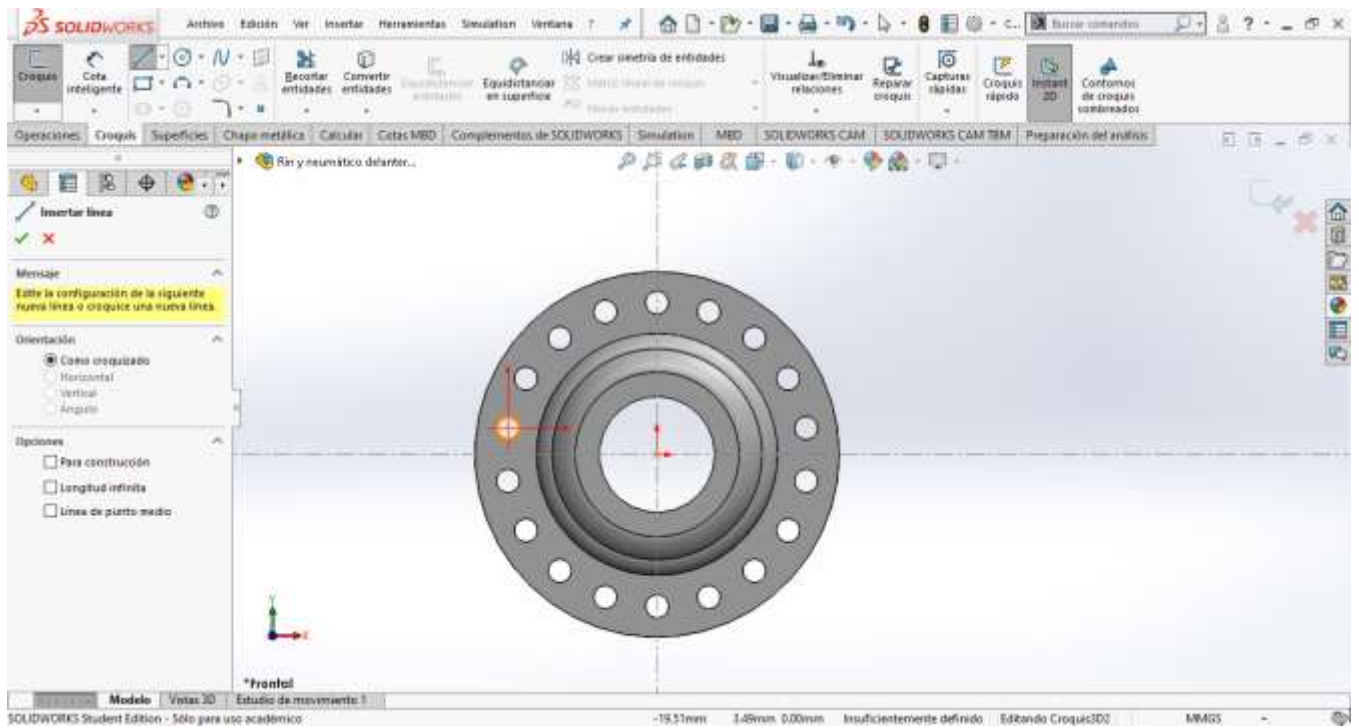 SOLIDWORKS Archivo Edición Ver Insertar Herramientas Simulation Ventana ? Buscar comandos
Croquis
Cota inteligente
Recortar entidades
Convertir entidades
Equidistanciar en superficie
Crear simetría de entidades
Visualizar/Eliminar relaciones
Reparar croquis
Capturas rápidas
Croquis rápido
Instant 2D
Contornos de croquis sombreados
Operaciones Croquis Superficies Chapa metálica Calcular Cotas MBD Complementos de SOLIDWORKS Simulation MBD SOLIDWORKS CAM SOLIDWORKS CAM TBM Preparación del análisis
Rin y neumático delanter...
Insertar línea
Mensaje
Edite la configuración de la siguiente
nueva línea o croquice una nueva línea.
Orientación
Como croquizado
Horizontal
Vertical
Ángulo
Opciones
Para construcción
Longitud infinita
Línea de punto medio
Y
X
*Frontal
Modelo Vistas 3D Estudio de movimiento 1
SOLIDWORKS Student Edition - Sólo para uso académico -19.51mm 3.49mm 0.00mm Insuficientemente definido Editando Croquis3D2 MMGS